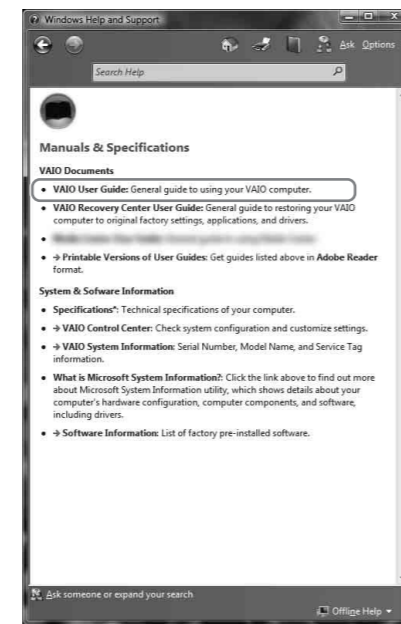 Windows Help and Support
Ask Options
Search Help
Manuals & Specifications
VAIO Documents
• VAIO User Guide: General guide to using your VAIO computer.
• VAIO Recovery Center User Guide: General guide to restoring your VAIO
computer to original factory settings, applications, and drivers.
• → Printable Versions of User Guides: Get guides listed above in Adobe Reader
format.
System & Sofware Information
• Specifications*: Technical specifications of your computer.
• → VAIO Control Center: Check system configuration and customize settings.
• → VAIO System Information: Serial Number, Model Name, and Service Tag
information.
• What is Microsoft System Information?: Click the link above to find out more
about Microsoft System Information utility, which shows details about your
computer's hardware configuration, computer components, and software,
including drivers.
• → Software Information: List of factory pre-installed software.
Ask someone or expand your search
Offline Help